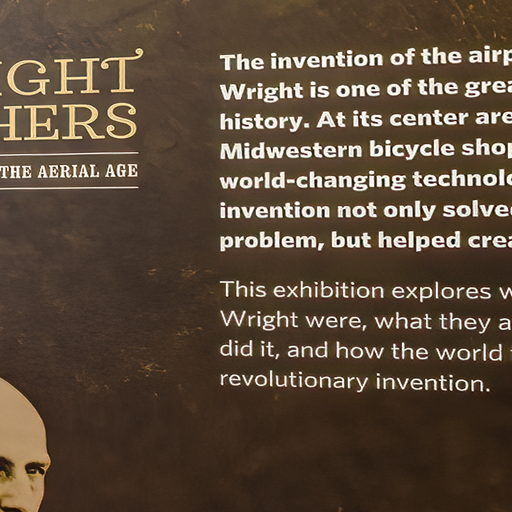 IGHT
HERS
THE AERIAL AGE
The invention of the airp
Wright is one of the grea
history. At its center are
Midwestern bicycle shop
world-changing technolo
invention not only solve
problem, but helped crea
This exhibition explores w
Wright were, what they a
did it, and how the world
revolutionary invention.